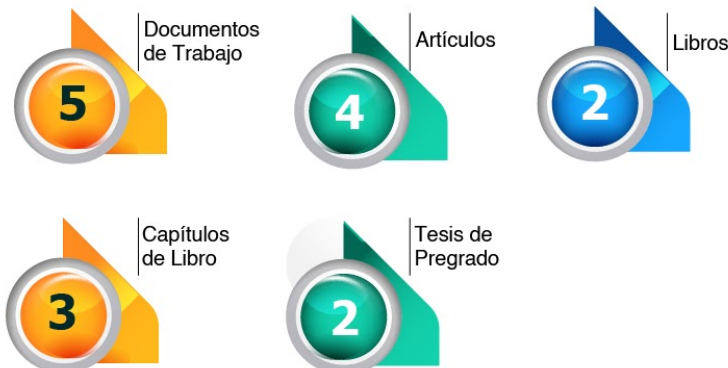 Documentos
de Trabajo
5
Artículos
4
Libros
2
Capítulos
de Libro
3
Tesis de
Pregrado
2